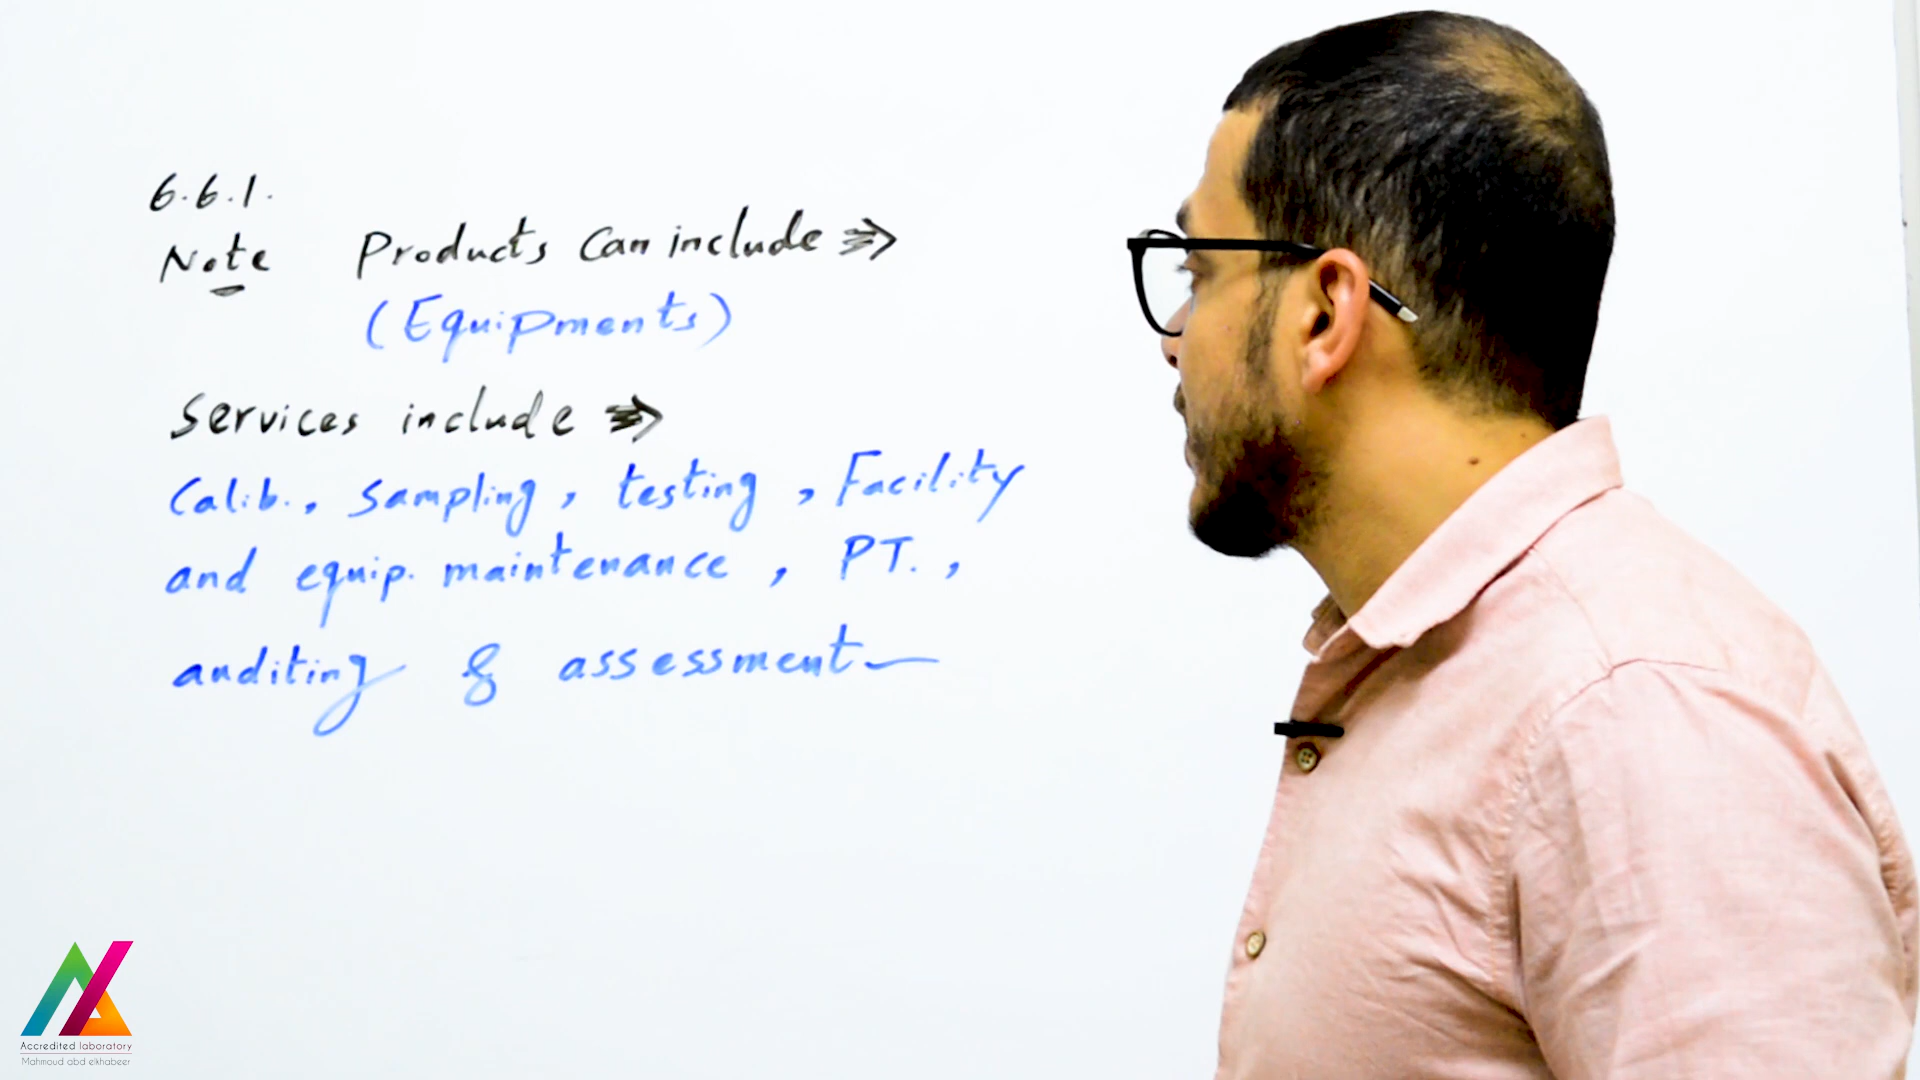 6.6.1.
Note Products Can include ⇒
(Equipments)
Services include ⇒
Calib., Sampling, testing, Facility
and equip. maintenance, PT.,
auditing & assessment
Accredited laboratory
Mahmoud abd elkhabeer